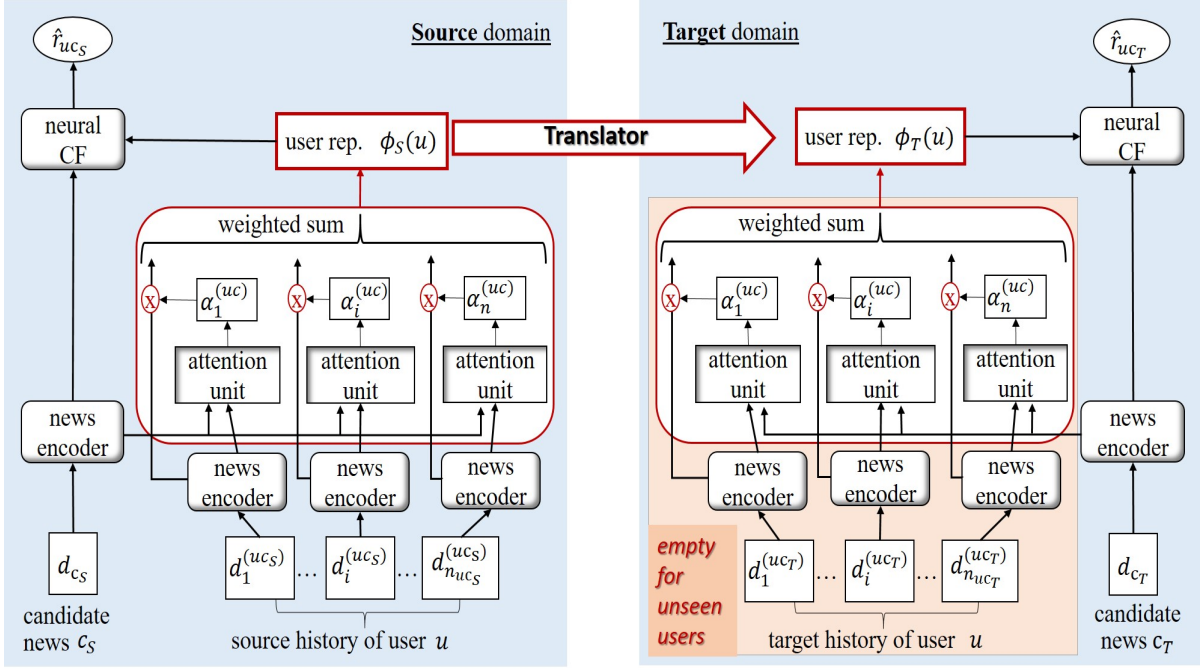 Source domain
r̂_{uc_S}
neural
CF
user rep. ϕ_S(u)
weighted sum
x
α_1^{(uc)}
x
α_i^{(uc)}
x
α_n^{(uc)}
attention
unit
attention
unit
attention
unit
news
encoder
news
encoder
news
encoder
news
encoder
d_{c_S}
d_1^{(uc_S)}
...
d_i^{(uc_S)}
...
d_{n_{uc_S}}^{(uc_S)}
candidate
news c_S
source history of user u
Translator
Target domain
r̂_{uc_T}
neural
CF
user rep. ϕ_T(u)
weighted sum
x
α_1^{(uc)}
x
α_i^{(uc)}
x
α_n^{(uc)}
attention
unit
attention
unit
attention
unit
news
encoder
news
encoder
news
encoder
news
encoder
empty
for
unseen
users
d_1^{(uc_T)}
...
d_i^{(uc_T)}
...
d_{n_{uc_T}}^{(uc_T)}
d_{c_T}
target history of user u
candidate
news c_T